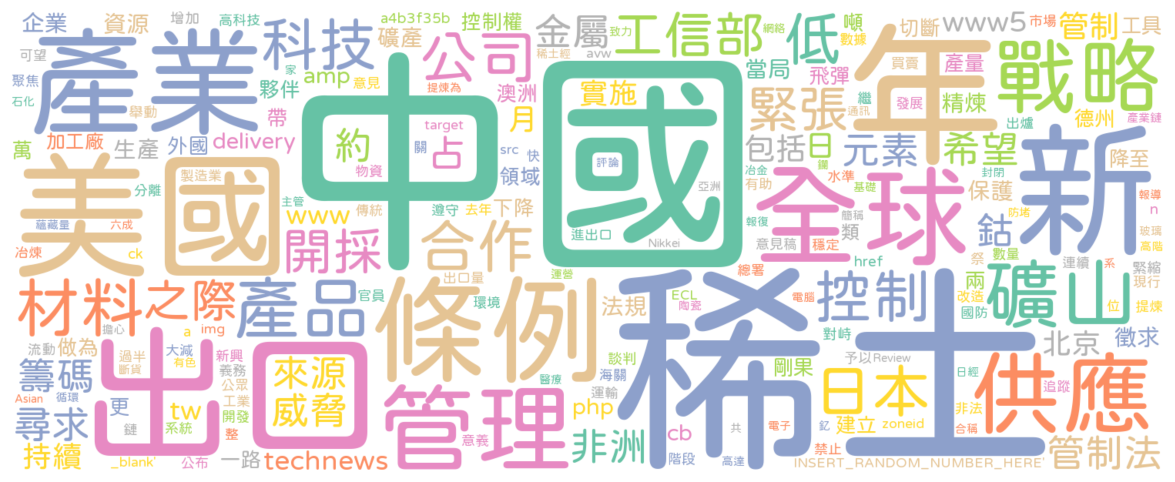 企業 資源 增加 高科技 a4b3f35b 控制權 金屬 致力 網絡 噸 切斷 www5 市場 管制 工具
可望 產業 科技 礦產 公司 稀土經 avw 工信部 數據 低 年 戰略
聚焦 家 夥伴 amp 意見 提煉為 澳洲 當局 飛彈 買賣 產量 繼 精煉 出爐 德州
石化 舉動 帶 月 實施 緊張 發展 通訊 產業鏈
萬 加工廠 生產 外國 delivery 約 target 關 占 src 快 領域 中國 或 評論 包括 日 元素 希望 降至
美國 或 製造業 分離 主管 物資 亞洲 冶金 鑭 水準 基礎 封閉 新 報導
蘊藏量 六成 www 傳統 遵守 去年 下降 進出口 Nikkei 有助 全球 報復 簡稱 保護 防堵 n
冶煉 ck 開採 合作 運營 意見稿 穩定 類 鈷 玻璃 高階
材料 之際 產品 官員 出口量 環境 條例 法規 ECL 陶瓷 總署 href 電腦 控制 祭 兩 數量 連續 系 緊縮 現行
擔心 a img 稀土 改造 國防 礦山 位 提煉
流動 做為 過半 斷貨 大減 有色 新興 義務 對峙 徵求
籌碼 出口 公眾 來源 威脅 醫療 談判 海關 剛果 予以 Review 北京
Asian 循環 工業 管理 運輸 日本 日經 供應 追蹤
尋求 更 tw 開發 php 非法 合稱
鏈 系統 整 意義 非洲 cb 共 電子 釔 建立 zoneid
持續 _blank' 公布 一路 technews 階段 高達 禁止 INSERT_RANDOM_NUMBER_HERE' 管制法